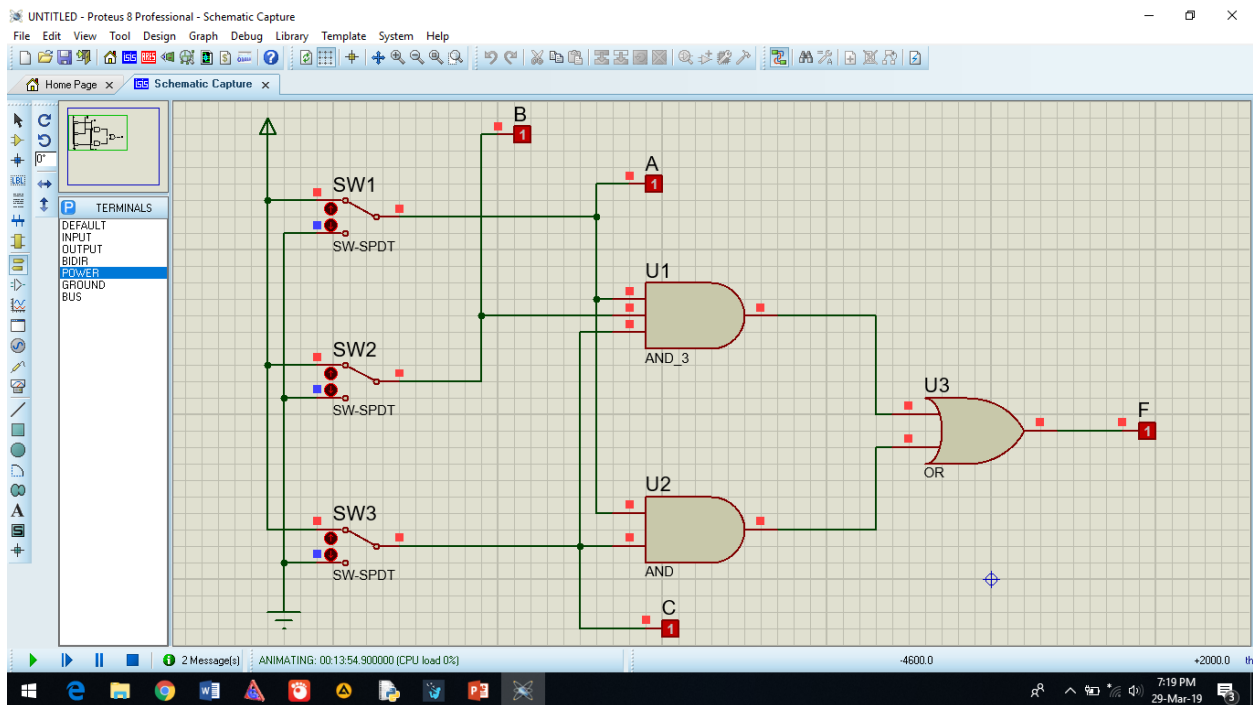 UNTITLED - Proteus 8 Professional - Schematic Capture
File Edit View Tool Design Graph Debug Library Template System Help
Home Page
Schematic Capture
0°
LBL
P TERMINALS
DEFAULT
INPUT
OUTPUT
BIDIR
POWER
GROUND
BUS
A
S
B
1
A
1
SW1
SW-SPDT
U1
AND_3
SW2
SW-SPDT
U3
OR
F
1
U2
AND
SW3
SW-SPDT
C
1
2 Message(s)
ANIMATING: 00:13:54.900000 (CPU load 0%)
-4600.0
+2000.0
th
7:19 PM
29-Mar-19
3